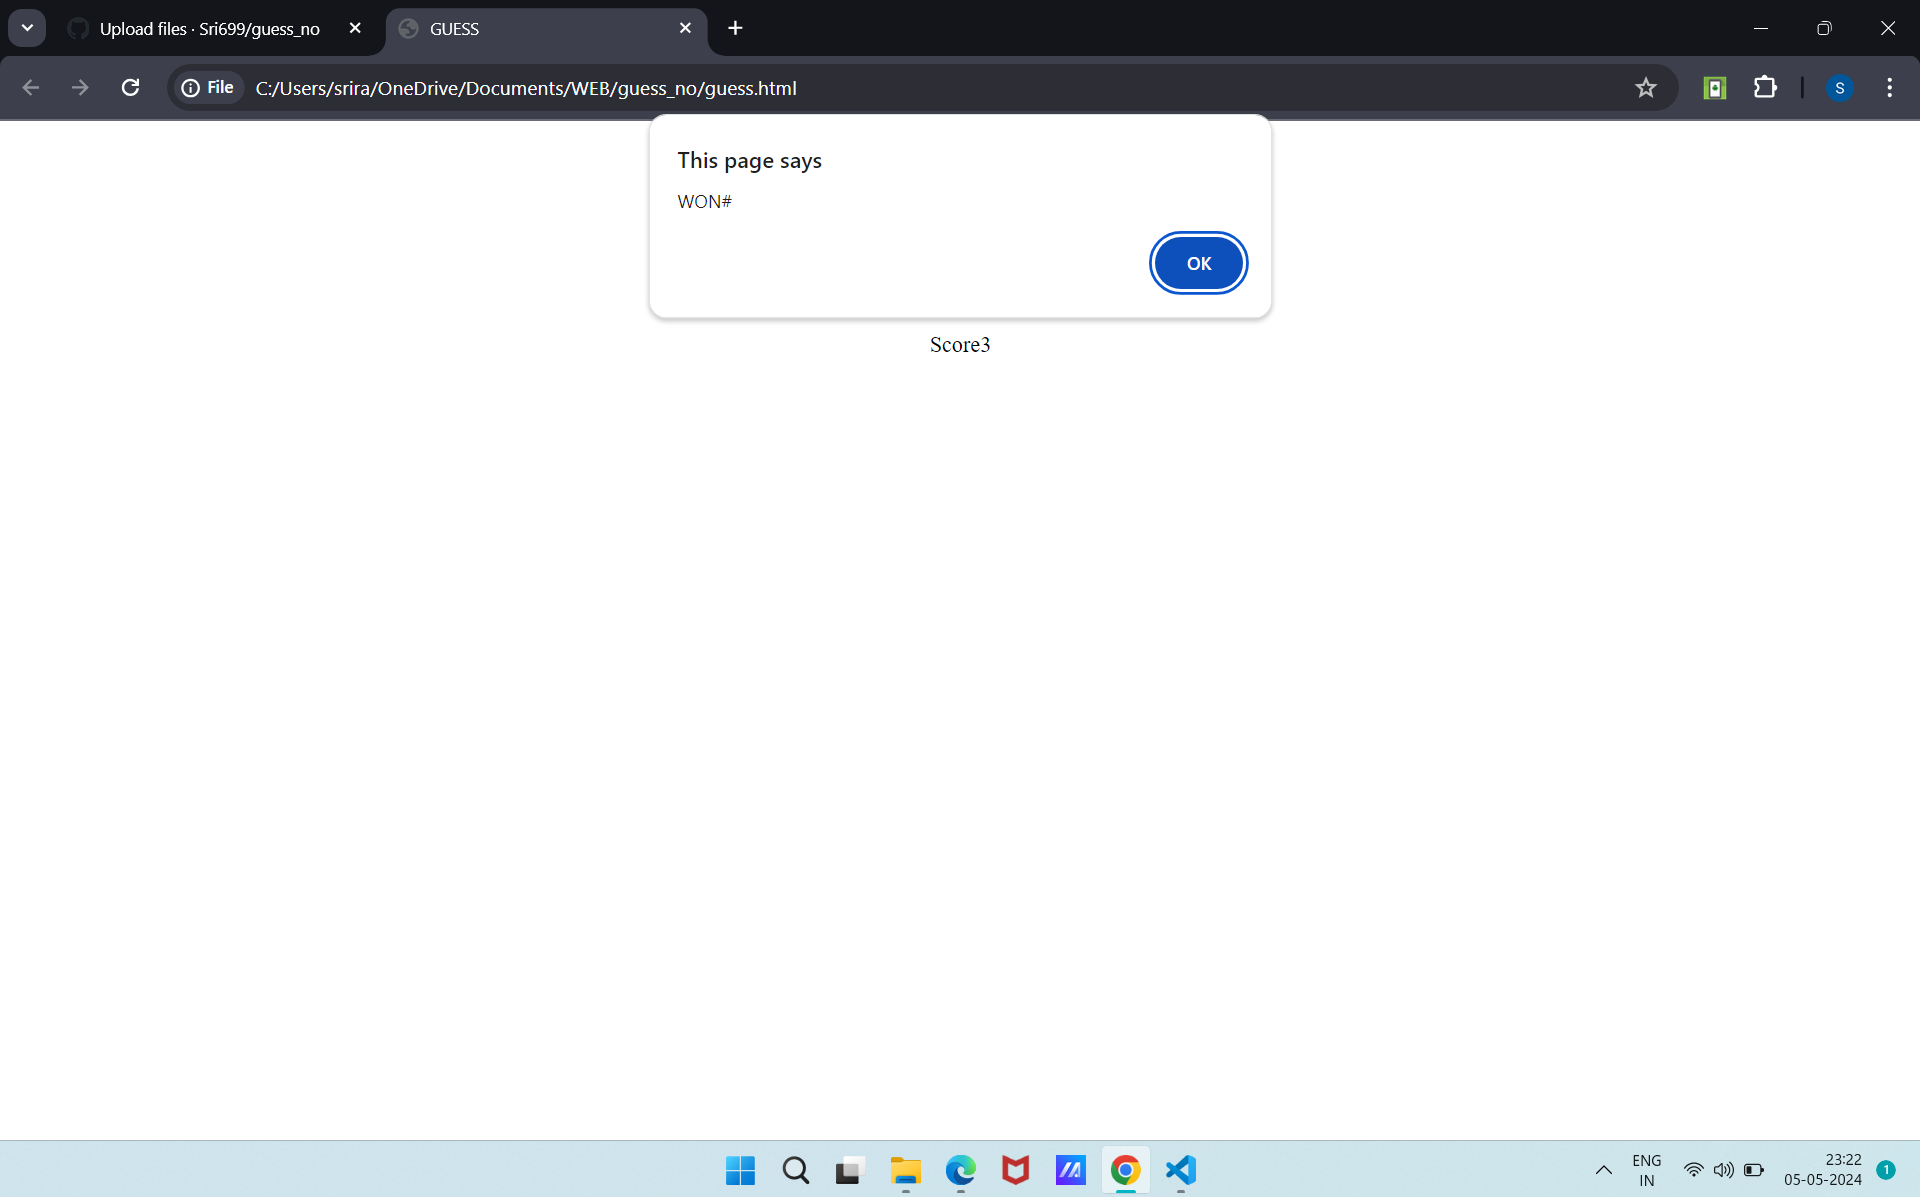 Upload files · Sri699/guess_no
GUESS
File
C:/Users/srira/OneDrive/Documents/WEB/guess_no/guess.html
S
This page says
WON#
OK
Score3
ENG
IN
23:22
05-05-2024
1